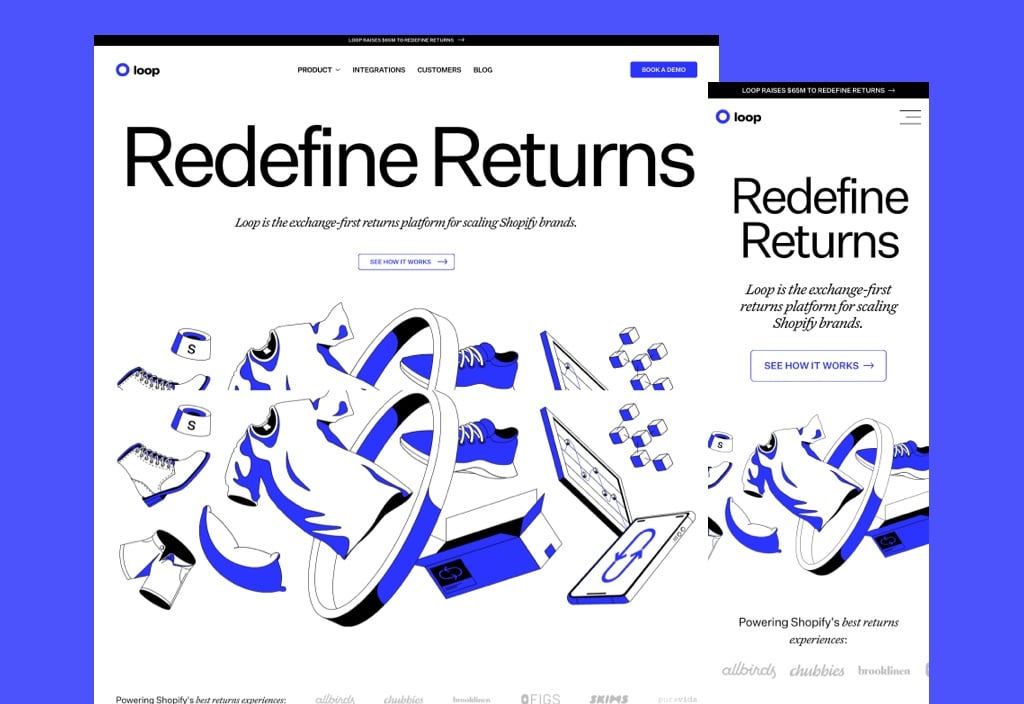 LOOP RAISES $65M TO REDEFINE RETURNS →
loop
PRODUCT
INTEGRATIONS
CUSTOMERS
BLOG
BOOK A DEMO
Redefine Returns
Loop is the exchange-first returns platform for scaling Shopify brands.
SEE HOW IT WORKS →
S
S
Powering Shopify's best returns experiences:
allbirds
chubbies
brooklinen
FIGS
SKIMS
pura vida
LOOP RAISES $65M TO REDEFINE RETURNS →
loop
Redefine
Returns
Loop is the exchange-first
returns platform for scaling
Shopify brands.
SEE HOW IT WORKS →
S
Powering Shopify's best returns
experiences:
allbirds
chubbies
brooklinen